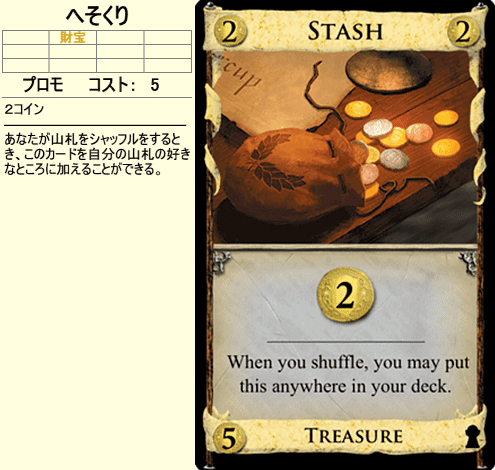 へそくり
財宝
プロモ コスト： 5
２コイン
あなたが山札をシャッフルをすると
き、このカードを自分の山札の好き
なところに加えることができる。
2 STASH 2
rcup
2
When you shuffle, you may put
this anywhere in your deck.
5 TREASURE